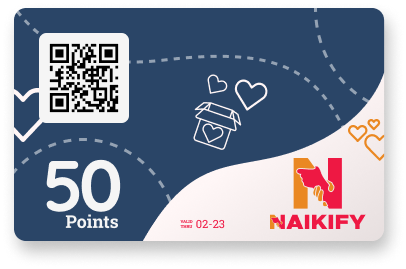 50
Points
VALID
THRU
02-23
NAIKIFY